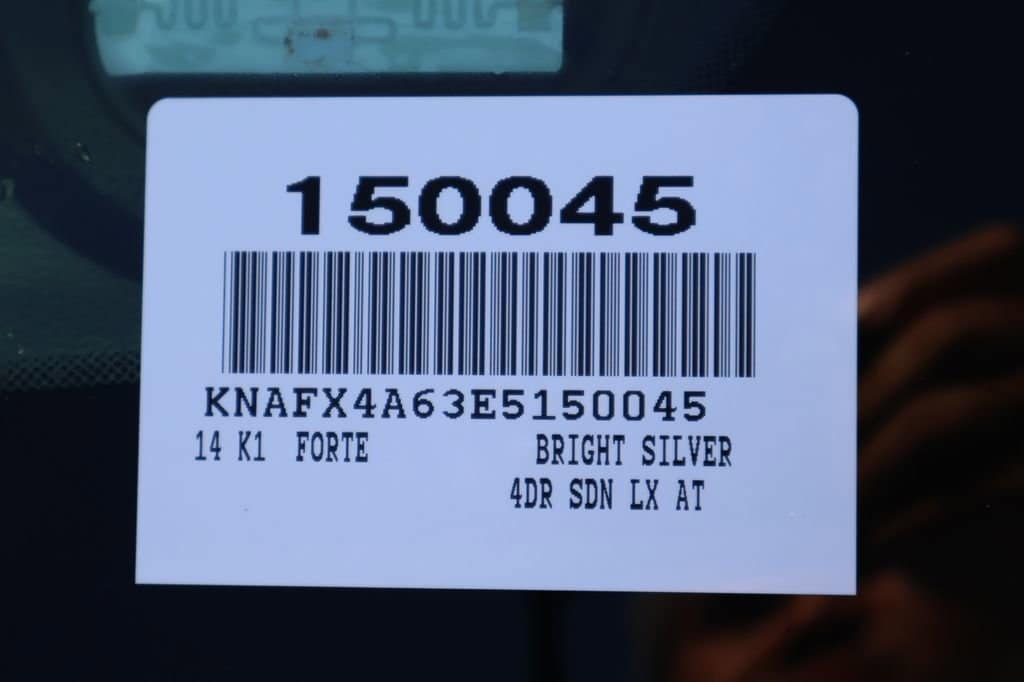 150045
KNAFX4A63E5150045
14 K1 FORTE BRIGHT SILVER
4DR SDN LX AT